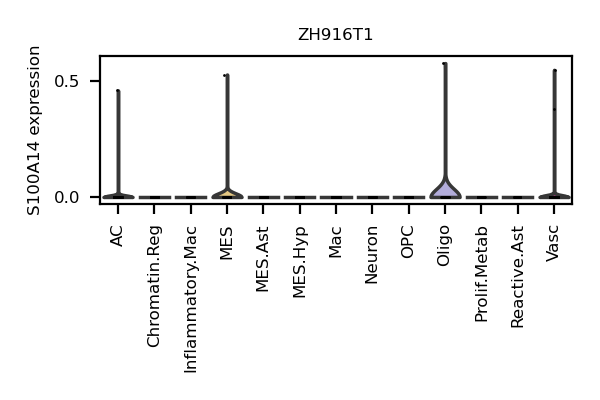 ZH916T1
S100A14 expression
0.5
0.0
AC
Chromatin.Reg
Inflammatory.Mac
MES
MES.Ast
MES.Hyp
Mac
Neuron
OPC
Oligo
Prolif.Metab
Reactive.Ast
Vasc